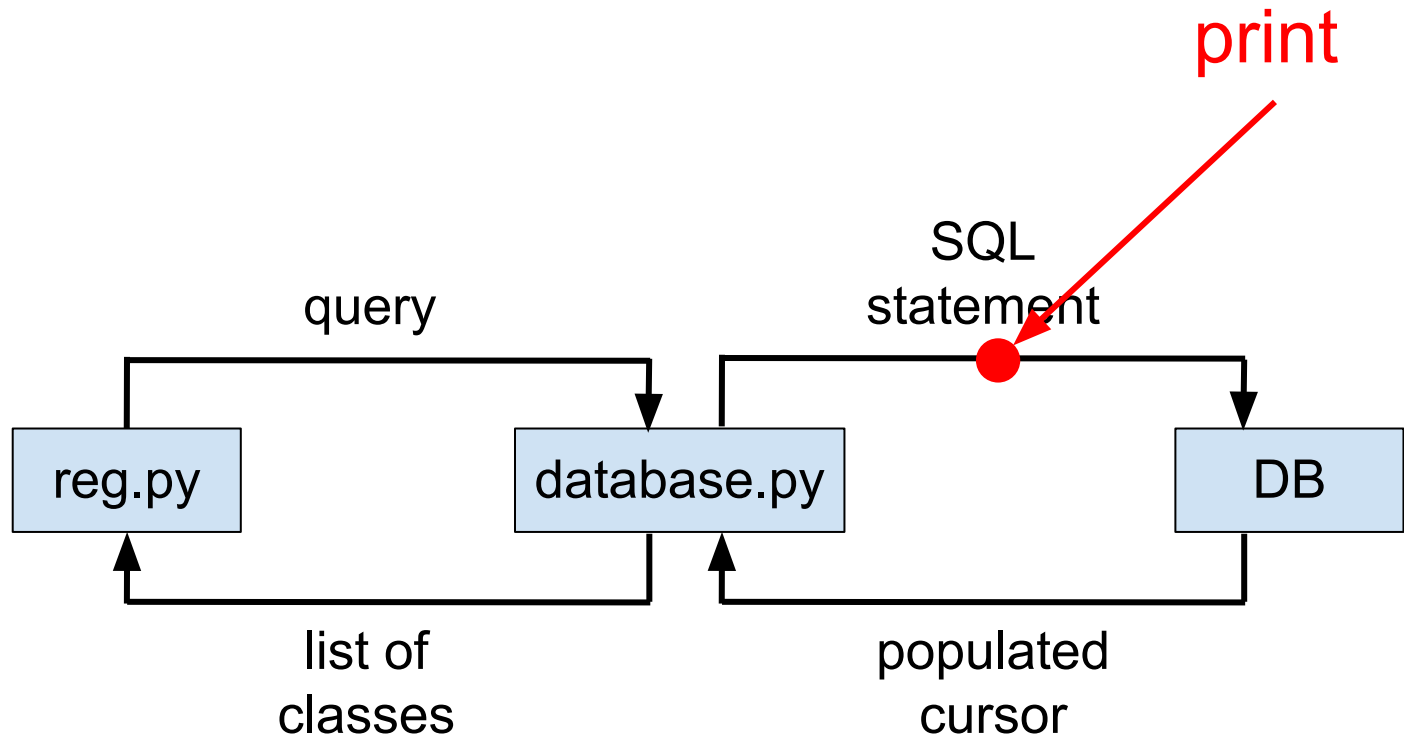 print
SQL
statement
query
reg.py
database.py
DB
list of
classes
populated
cursor